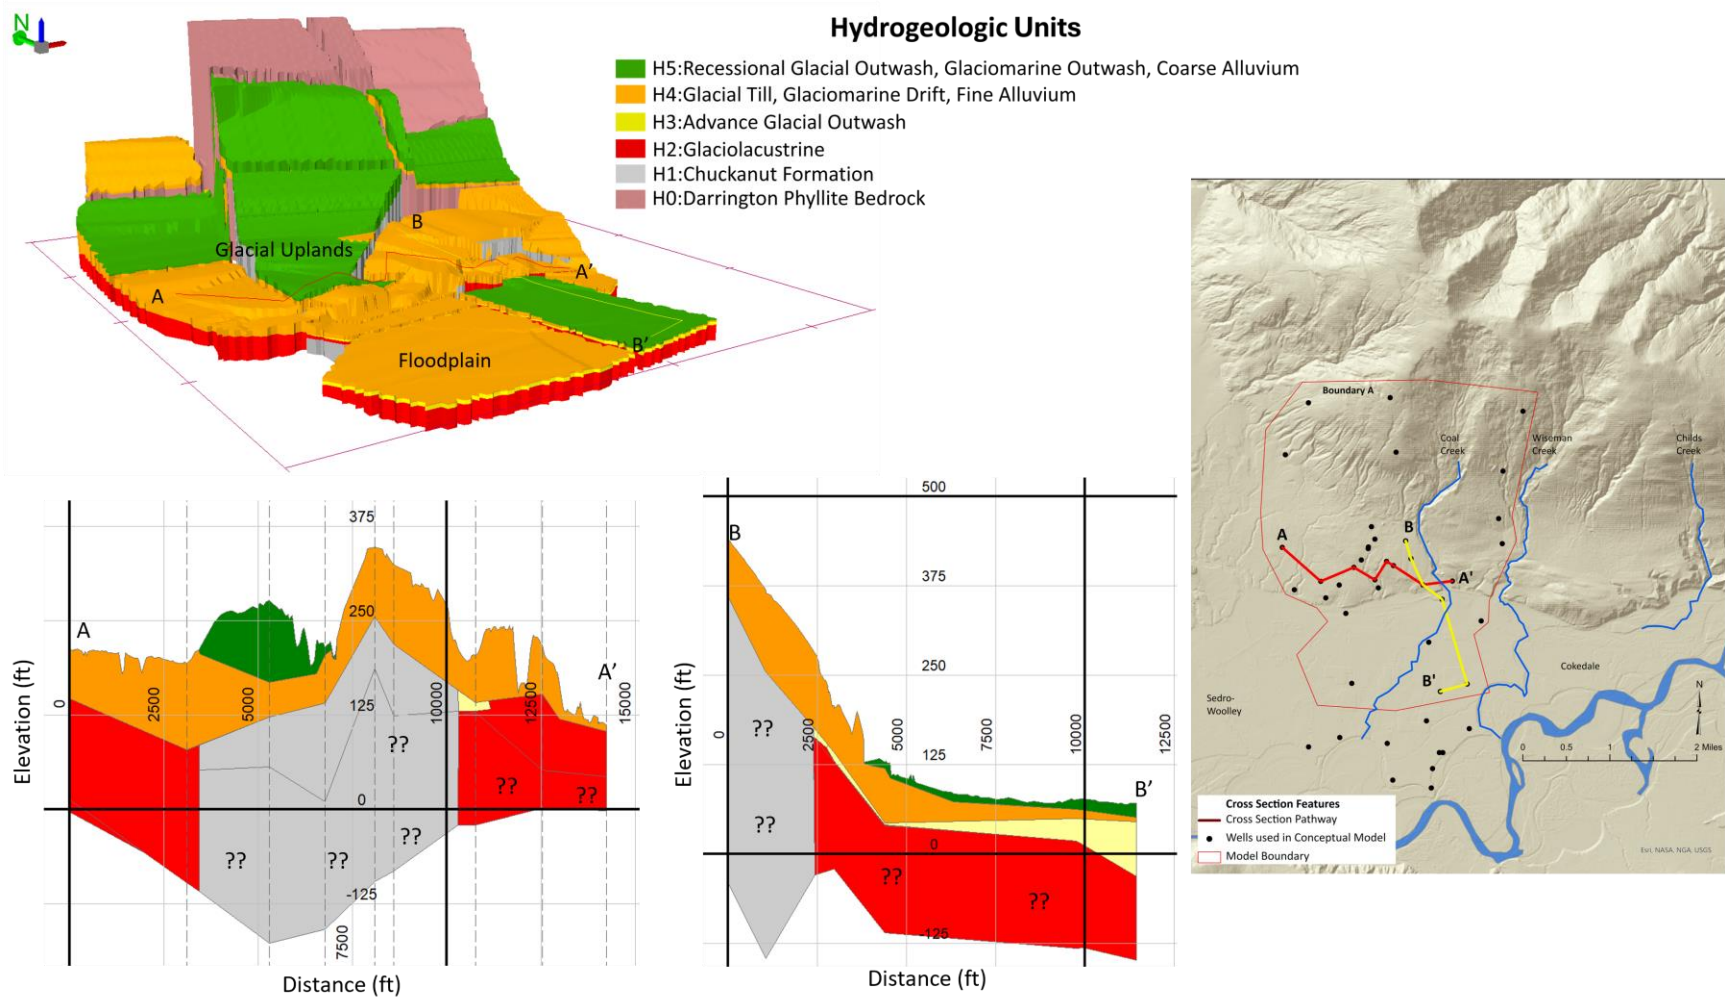 N
Hydrogeologic Units
H5:Recessional Glacial Outwash, Glaciomarine Outwash, Coarse Alluvium
H4:Glacial Till, Glaciomarine Drift, Fine Alluvium
H3:Advance Glacial Outwash
H2:Glaciolacustrine
H1:Chuckanut Formation
H0:Darrington Phyllite Bedrock
B
Glacial Uplands
A
A'
B'
Floodplain
Boundary A
Coal
Creek
Wiseman
Creek
Childs
Creek
A
B
A'
B'
Cokedale
Sedro-
Woolley
N
0 0.5 1 2 Miles
Cross Section Features
Cross Section Pathway
Wells used in Conceptual Model
Model Boundary
Esri, NASA, NGA, USGS
375
250
125
0
-125
A
A’
0
2500
5000
7500
10000
12500
15000
??
??
??
??
??
??
Elevation (ft)
Distance (ft)
500
375
250
125
0
-125
B
B’
0
2500
5000
7500
10000
12500
??
??
??
??
Elevation (ft)
Distance (ft)